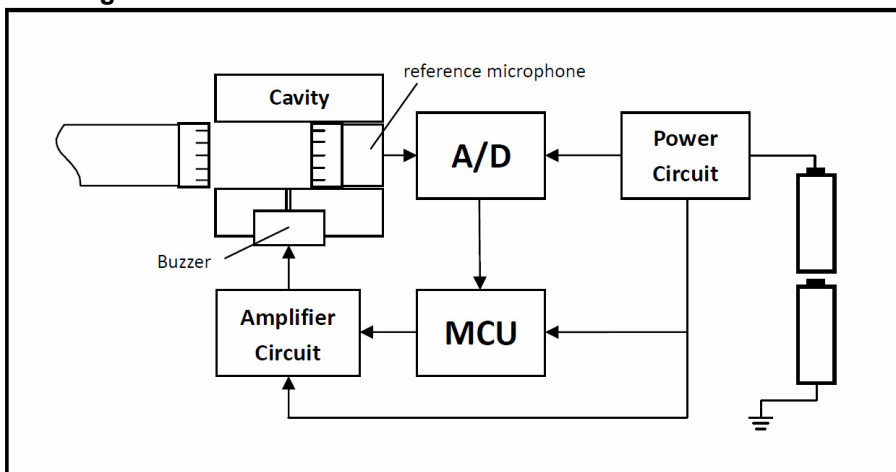 reference microphone
Cavity
A/D
Power
Circuit
Buzzer
Amplifier
Circuit
MCU